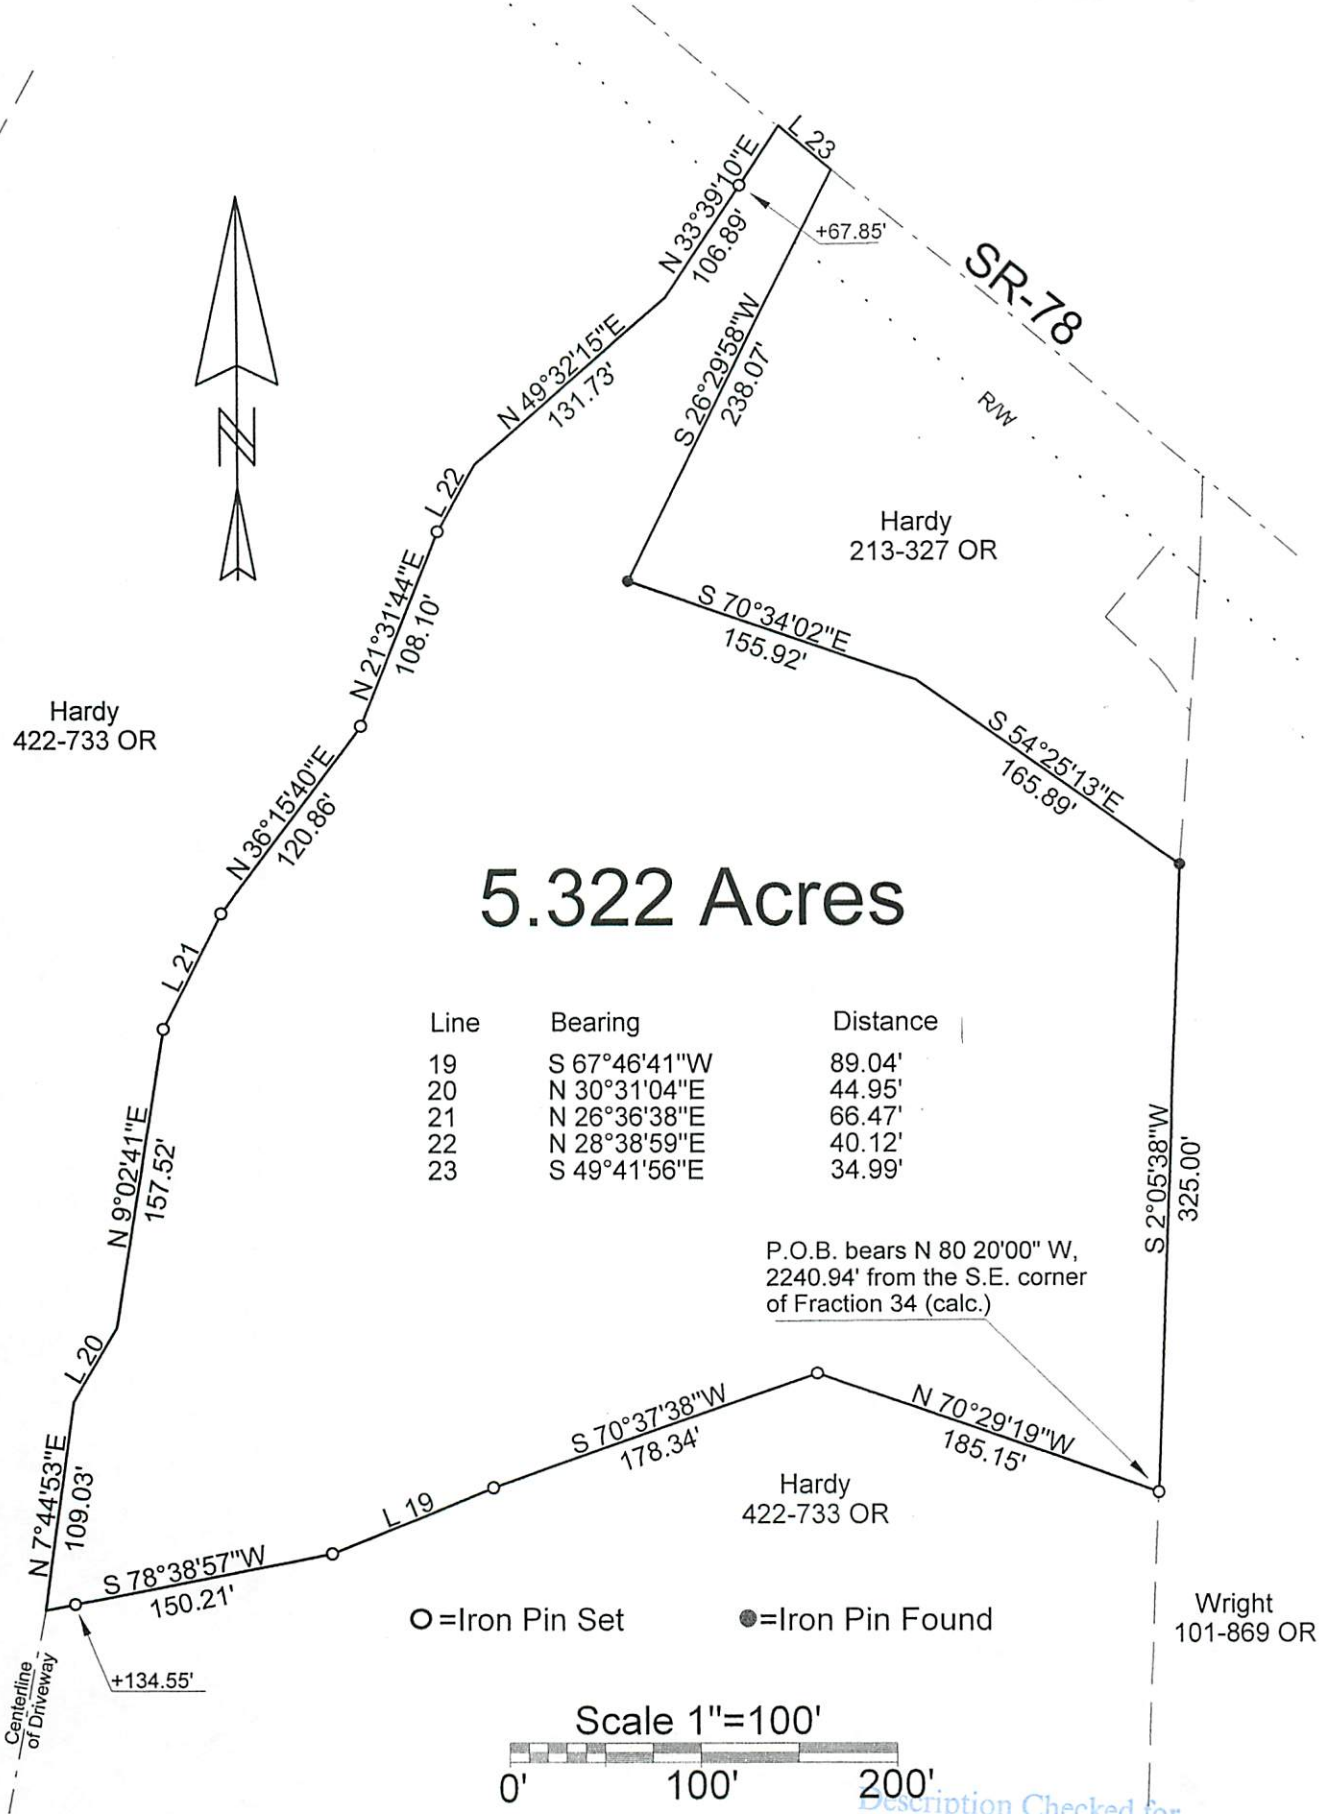 L 23
N 33°39'10"E
106.89'
+67.85'
SR-78
R/W
S 26°29'58"W
238.07'
N 49°32'15"E
131.73'
L 22
Hardy
213-327 OR
N 21°31'44"E
108.10'
S 70°34'02"E
155.92'
Hardy
422-733 OR
S 54°25'13"E
165.89'
N 36°15'40"E
120.86'
5.322 Acres
L 21
Line Bearing Distance
19 S 67°46'41"W 89.04'
20 N 30°31'04"E 44.95'
21 N 26°36'38"E 66.47'
22 N 28°38'59"E 40.12'
23 S 49°41'56"E 34.99'
N 9°02'41"E
157.52'
S 2°05'38"W
325.00'
P.O.B. bears N 80 20'00" W,
2240.94' from the S.E. corner
of Fraction 34 (calc.)
L 20
S 70°37'38"W
178.34'
N 70°29'19"W
185.15'
Hardy
422-733 OR
L 19
N 7°44'53"E
109.03'
S 78°38'57"W
150.21'
=Iron Pin Set
=Iron Pin Found
Wright
101-869 OR
+134.55'
Centerline
of Driveway
Scale 1"=100'
0' 100' 200'
Description Checked for
N